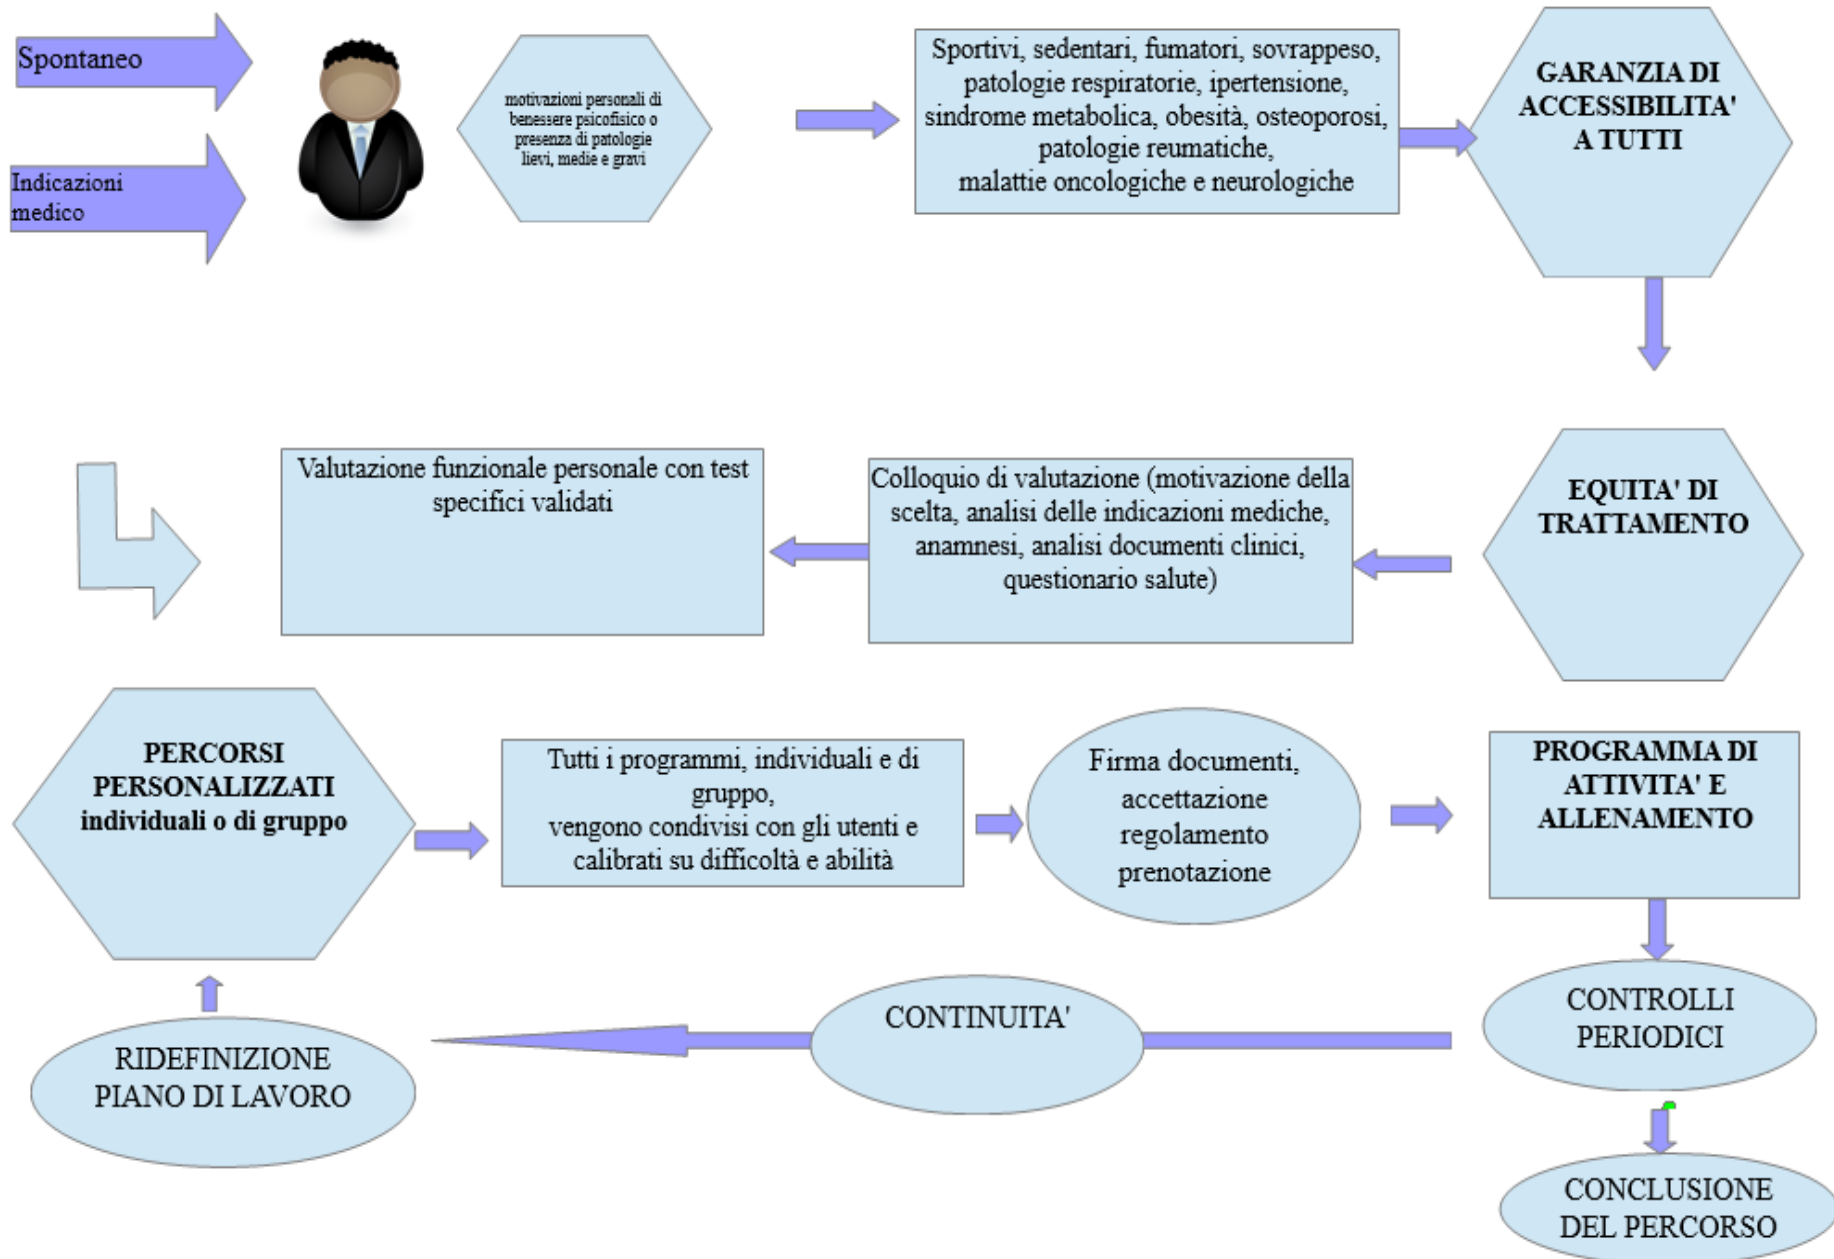 Spontaneo
Indicazioni
medico
motivazioni personali di
benessere psicofisico o
presenza di patologie
lievi, medie e gravi
Sportivi, sedentari, fumatori, sovrappeso,
patologie respiratorie, ipertensione,
sindrome metabolica, obesità, osteoporosi,
patologie reumatiche,
malattie oncologiche e neurologiche
GARANZIA DI
ACCESSIBILITA'
A TUTTI
EQUITA' DI
TRATTAMENTO
Colloquio di valutazione (motivazione della
scelta, analisi delle indicazioni mediche,
anamnesi, analisi documenti clinici,
questionario salute)
Valutazione funzionale personale con test
specifici validati
PERCORSI
PERSONALIZZATI
individuali o di gruppo
Tutti i programmi, individuali e di
gruppo,
vengono condivisi con gli utenti e
calibrati su difficoltà e abilità
Firma documenti,
accettazione
regolamento
prenotazione
PROGRAMMA DI
ATTIVITA' E
ALLENAMENTO
CONTROLLI
PERIODICI
CONTINUITA'
RIDEFINIZIONE
PIANO DI LAVORO
CONCLUSIONE
DEL PERCORSO